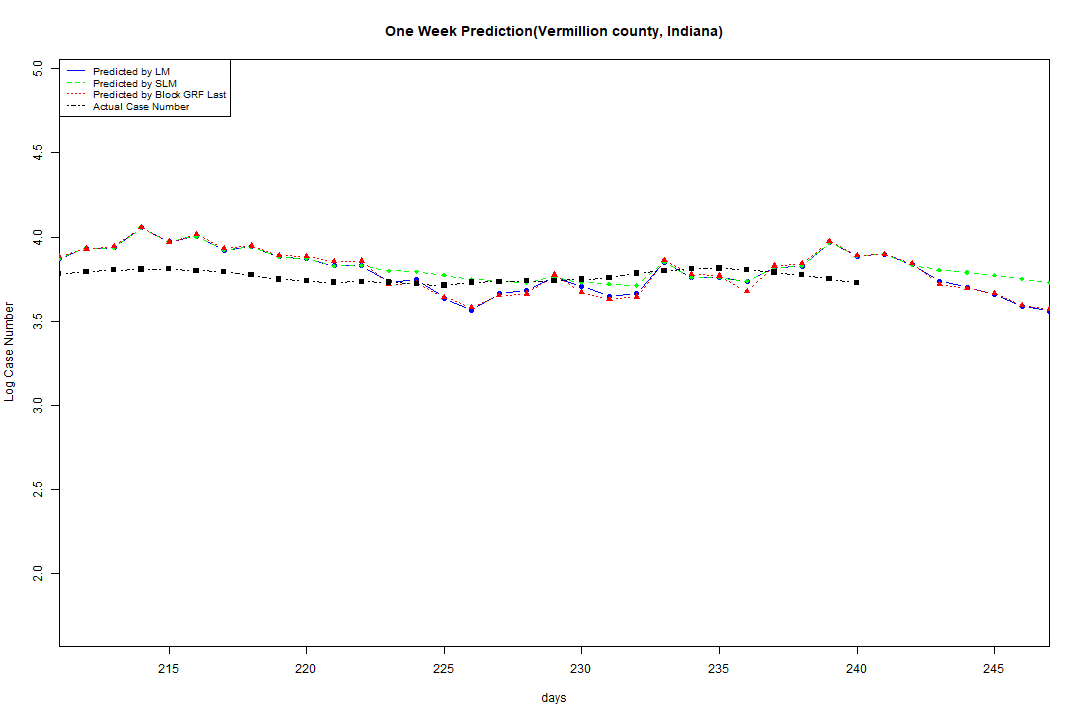 One Week Prediction(Vermillion county, Indiana)
Predicted by LM
Predicted by SLM
Predicted by Block GRF Last
Actual Case Number
5.0
4.5
4.0
3.5
3.0
2.5
2.0
Log Case Number
215 220 225 230 235 240 245
days